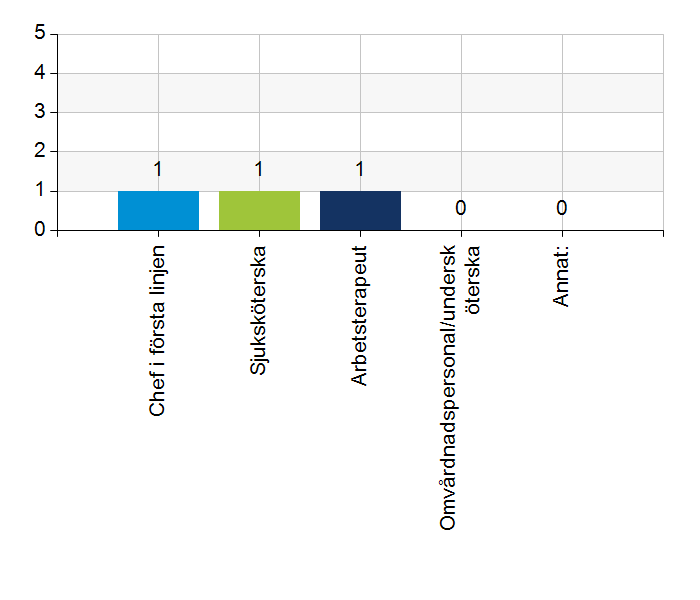 5
4
3
2
1
0
1
1
1
0
0
Chef i första linjen
Sjuksköterska
Arbetsterapeut
Omvårdnadspersonal/undersk
öterska
Annat: